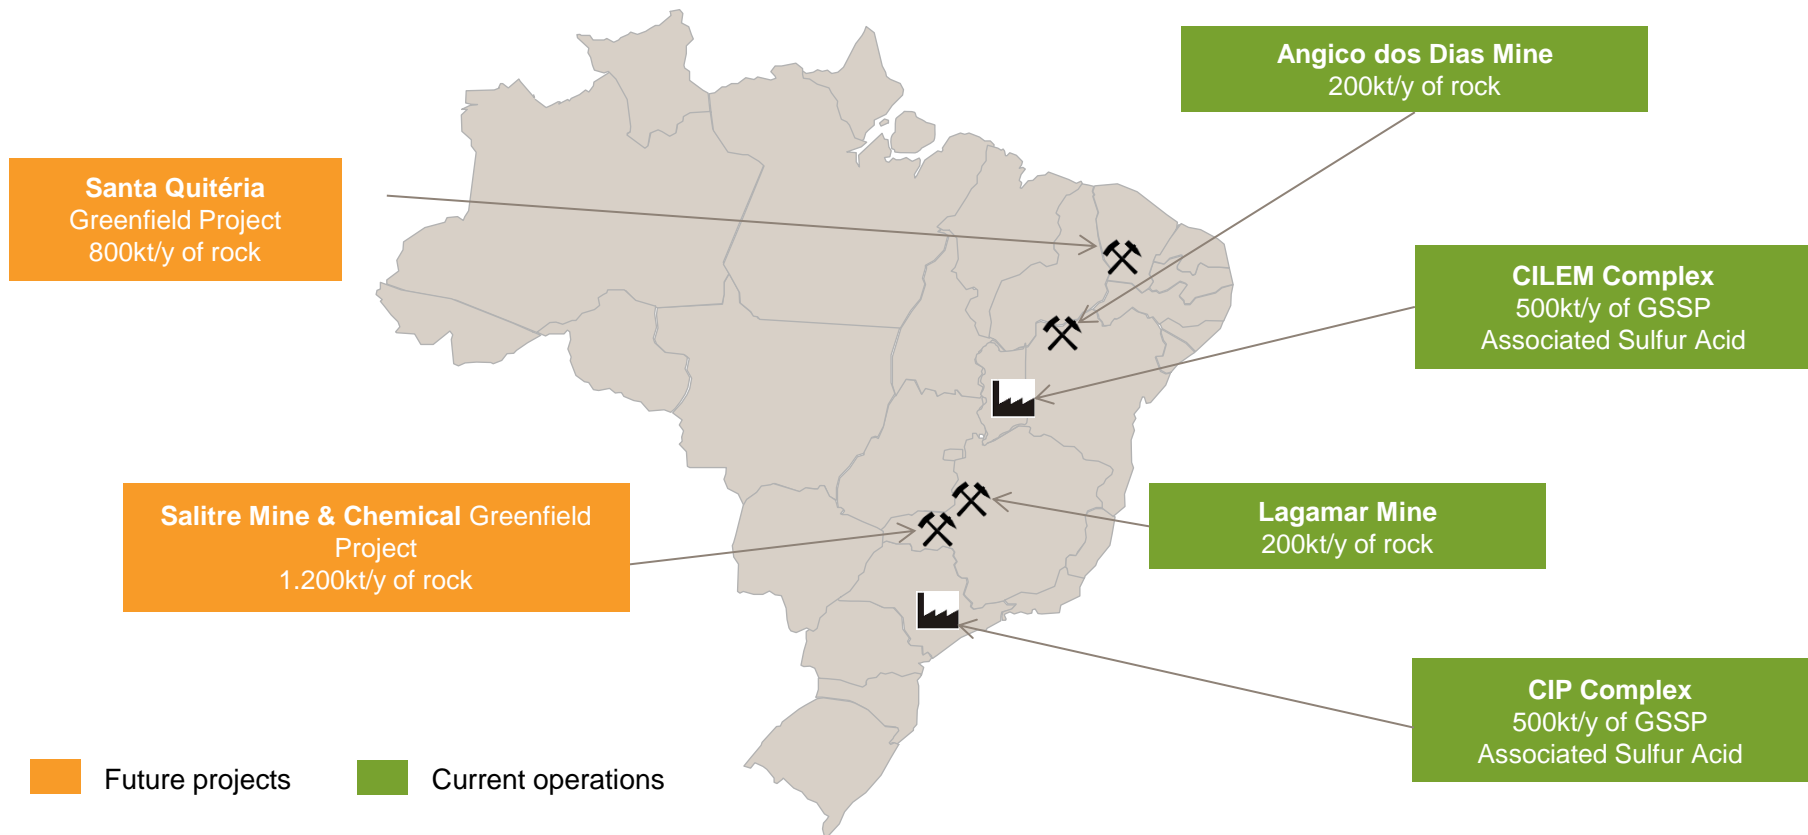 Angico dos Dias Mine
200kt/y of rock
Santa Quitéria
Greenfield Project
800kt/y of rock
CILEM Complex
500kt/y of GSSP
Associated Sulfur Acid
Salitre Mine & Chemical Greenfield
Project
1.200kt/y of rock
Lagamar Mine
200kt/y of rock
CIP Complex
500kt/y of GSSP
Associated Sulfur Acid
Future projects
Current operations